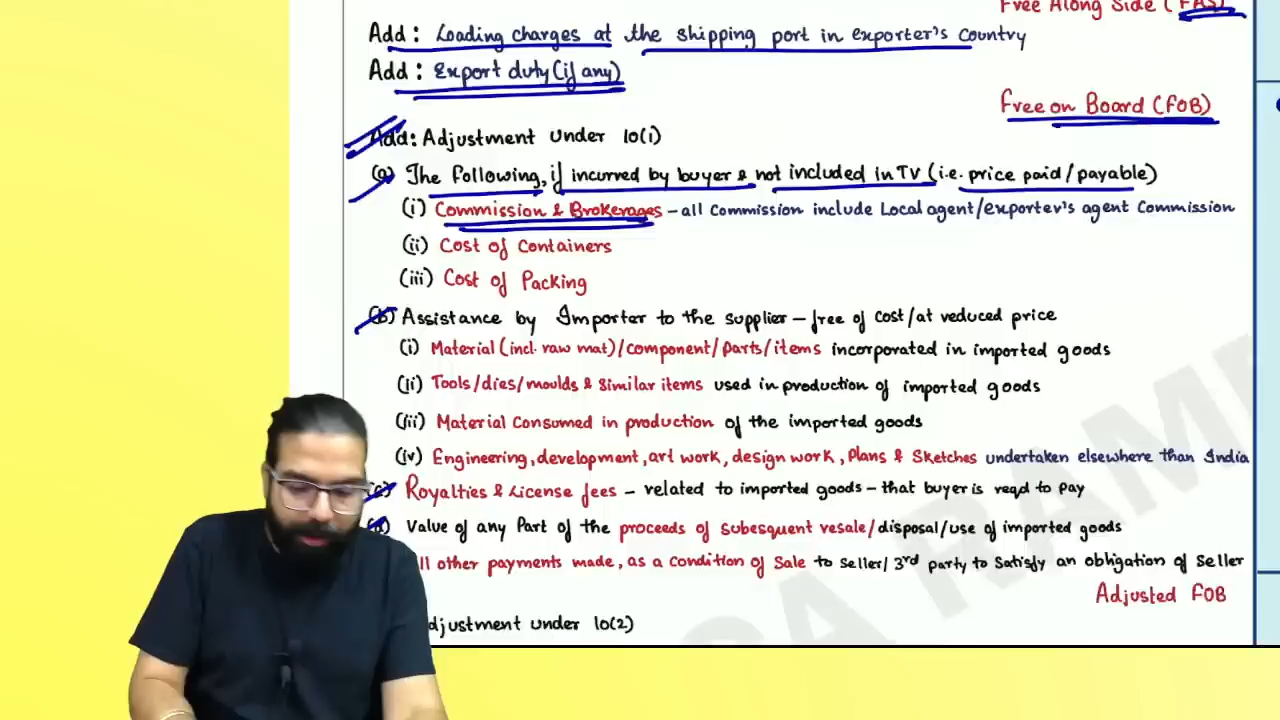 Free Along Side (FAS)
Add: Loading charges at the shipping port in exporter's country
Add: Export duty (if any)
Free on Board (FOB)
Add: Adjustment under 10(1)
(a) The following, if incurred by buyer & not included in TV (i.e. price paid/payable)
(i) Commission & Brokerages – all Commission include Local agent/exporter's agent Commission
(ii) Cost of Containers
(iii) Cost of Packing
(b) Assistance by Importer to the supplier – free of cost/at reduced price
(i) Material (incl. raw mat)/component/parts/items incorporated in imported goods
(ii) Tools/dies/moulds & similar items used in production of imported goods
(iii) Material Consumed in production of the imported goods
(iv) Engineering, development, art work, design work, Plans & Sketches undertaken elsewhere than India
(c) Royalties & License fees – related to imported goods – that buyer is reqd to pay
(d) Value of any Part of the proceeds of subesquent resale/disposal/use of imported goods
ll other payments made, as a condition of Sale to seller/3rd party to Satisfy an obligation of Seller
Adjusted FOB
djustment under 10(2)
CA RAME